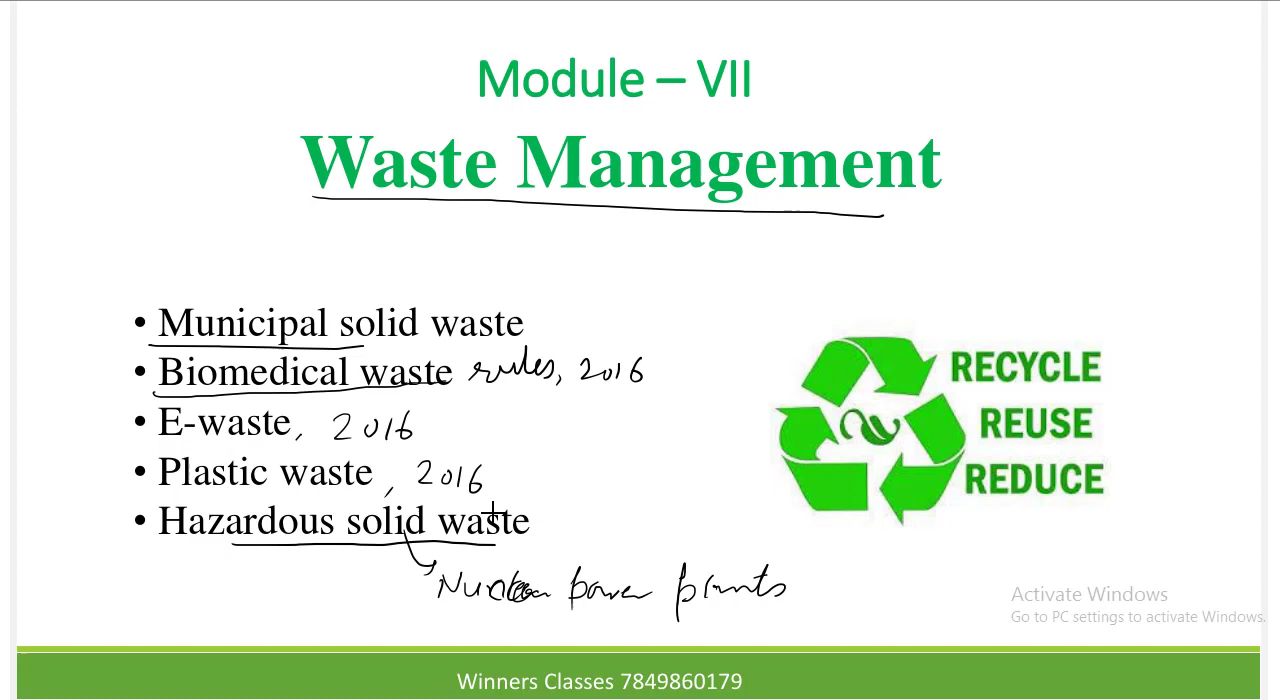 Module – VII
Waste Management
• Municipal solid waste
• Biomedical waste rules, 2016
• E-waste, 2016
• Plastic waste, 2016
• Hazardous solid waste
Nuclear power plants
RECYCLE
REUSE
REDUCE
Activate Windows
Go to PC settings to activate Windows.
Winners Classes 7849860179